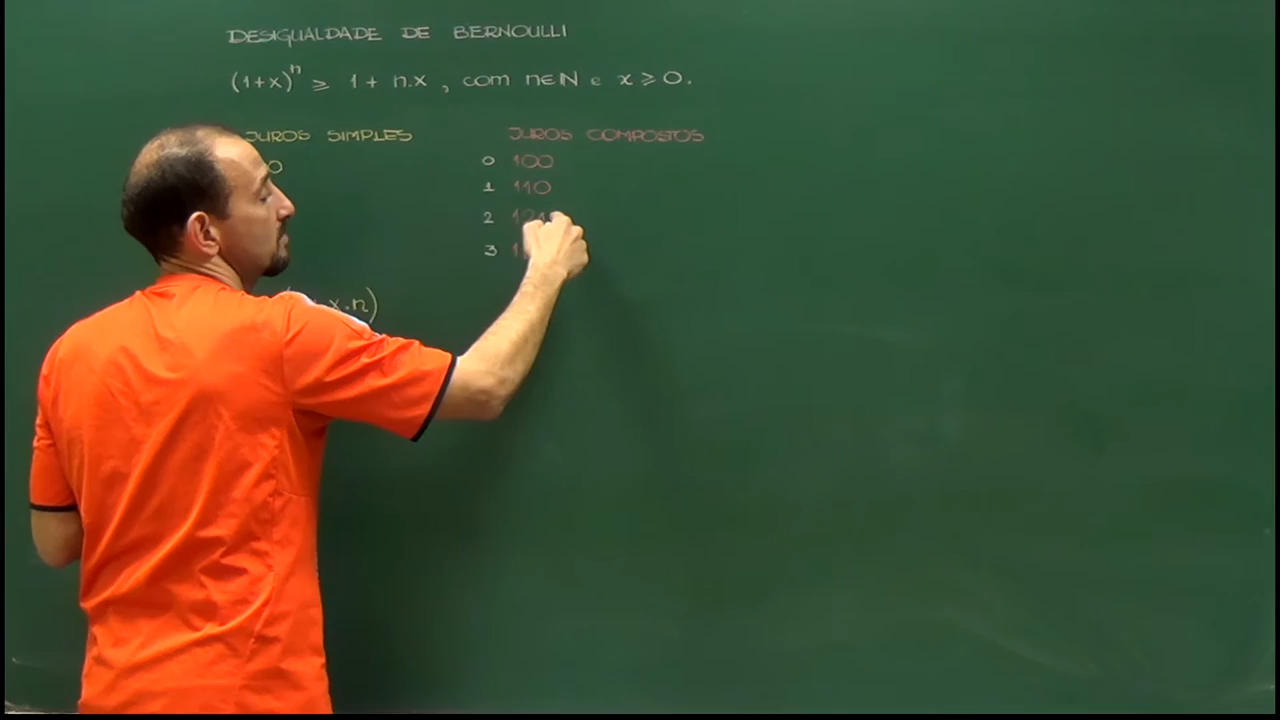 DESIGUALDADE DE BERNOULLI
(1+x)^n ≥ 1 + n.x , com n∈ℕ e x ≥ 0.
JUROS SIMPLES
JUROS COMPOSTOS
0 100
1 110
2
3
x.n)